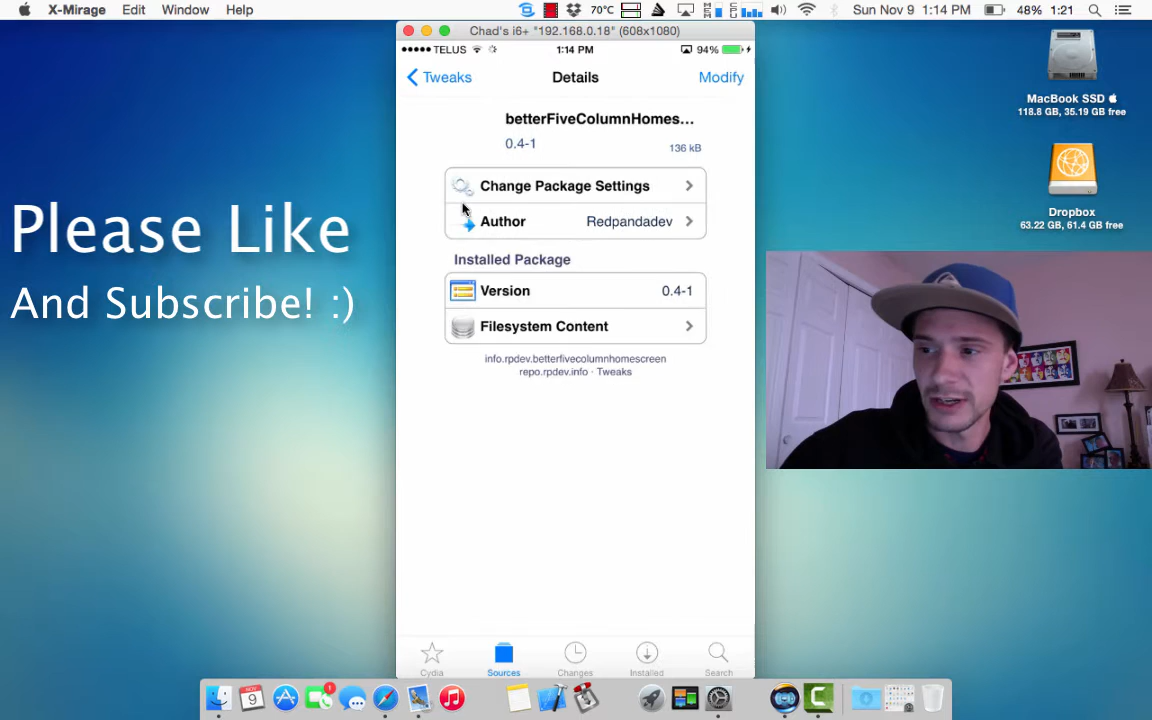 X-Mirage Edit Window Help
70°C
Sun Nov 9 1:14 PM 48% 1:21
Chad's i6+ "192.168.0.18" (608x1080)
TELUS 1:14 PM 94%
Tweaks Details Modify
betterFiveColumnHomes...
0.4-1
136 kB
Change Package Settings
Author Redpandadev
Installed Package
Version 0.4-1
Filesystem Content
info.rpdev.betterfivecolumnhomescreen
repo.rpdev.info · Tweaks
Cydia Sources Changes Installed Search
Please Like
And Subscribe! :)
MacBook SSD
118.8 GB, 35.19 GB free
Dropbox
63.22 GB, 61.4 GB free
NOV
9
1